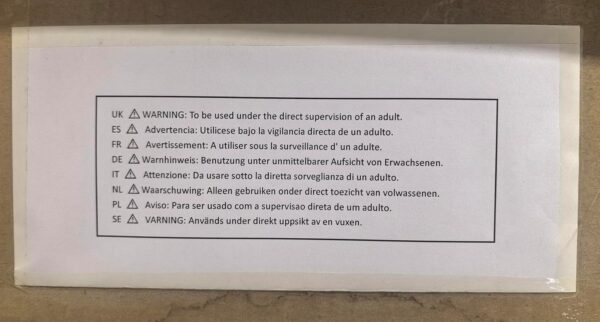 UK ⚠ WARNING: To be used under the direct supervision of an adult.
ES ⚠ Advertencia: Utilicese bajo la vigilancia directa de un adulto.
FR ⚠ Avertissement: A utiliser sous la surveillance d' un adulte.
DE ⚠ Warnhinweis: Benutzung unter unmittelbarer Aufsicht von Erwachsenen.
IT ⚠ Attenzione: Da usare sotto la diretta sorveglianza di un adulto.
NL ⚠ Waarschuwing: Alleen gebruiken onder direct toezicht van volwassenen.
PL ⚠ Aviso: Para ser usado com a supervisao direta de um adulto.
SE ⚠ VARNING: Används under direkt uppsikt av en vuxen.